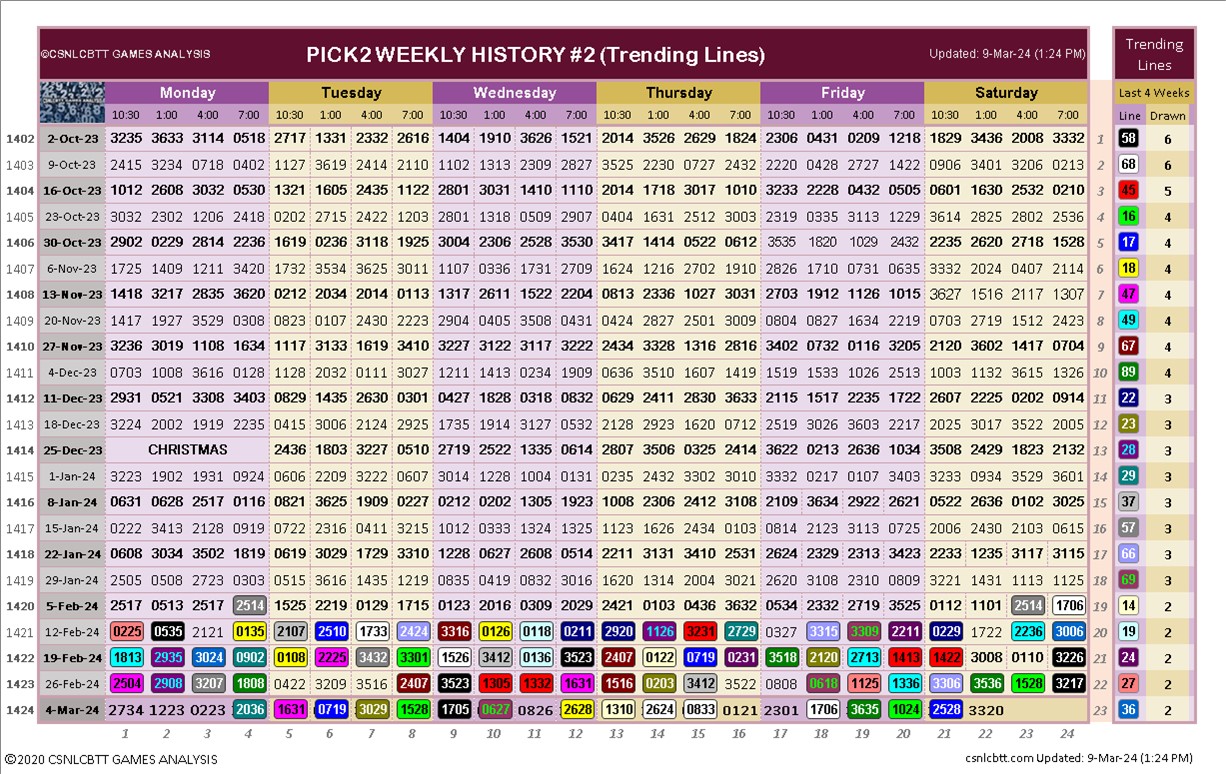 ©CSNLCBTT GAMES ANALYSIS PICK2 WEEKLY HISTORY #2 (Trending Lines) Updated: 9-Mar-24 (1:24 PM)
Trending Lines
Monday Tuesday Wednesday Thursday Friday Saturday Last 4 Weeks
10:30 1:00 4:00 7:00 10:30 1:00 4:00 7:00 10:30 1:00 4:00 7:00 10:30 1:00 4:00 7:00 10:30 1:00 4:00 7:00 10:30 1:00 4:00 7:00 Line Drawn
1402 2-Oct-23 3235 3633 3114 0518 2717 1331 2332 2616 1404 1910 3626 1521 2014 3526 2629 1824 2306 0431 0209 1218 1829 3436 2008 3332 1 58 6
1403 9-Oct-23 2415 3234 0718 0402 1127 3619 2414 2110 1102 1313 2309 2827 3525 2230 0727 2432 2220 0428 2727 1422 0906 3401 3206 0213 2 68 6
1404 16-Oct-23 1012 2608 3032 0530 1321 1605 2435 1122 2801 3031 1410 1110 2014 1718 3017 1010 3233 2228 0432 0505 0601 1630 2532 0210 3 45 5
1405 23-Oct-23 3032 2302 1206 2418 0202 2715 2422 1203 2801 1318 0509 2907 0404 1631 2512 3003 2319 0335 3113 1229 3614 2825 2802 2536 4 16 4
1406 30-Oct-23 2902 0229 2814 2236 1619 0236 3118 1925 3004 2306 2528 3530 3417 1414 0522 0612 3535 1820 1029 2432 2235 2620 2718 1528 5 17 4
1407 6-Nov-23 1725 1409 1211 3420 1732 3534 3625 3011 1107 0336 1731 2709 1624 1216 2702 1910 2826 1710 0731 0635 3332 2024 0407 2114 6 18 4
1408 13-Nov-23 1418 3217 2835 3620 0212 2034 2014 0113 1317 2611 1522 2204 0813 2336 1027 3031 2703 1912 1126 1015 3627 1516 2117 1307 7 47 4
1409 20-Nov-23 1417 1927 3529 0308 0823 0107 2430 2223 2904 0405 3508 0431 0424 2827 2501 3009 0804 0827 1634 2219 0703 2719 1512 2423 8 49 4
1410 27-Nov-23 3236 3019 1108 1634 1117 3133 1619 3410 3227 3122 3117 3222 2434 3328 1316 2816 3402 0732 0116 3205 2120 3602 1417 0704 9 67 4
1411 4-Dec-23 0703 1008 3616 0128 1128 2032 0111 3027 1211 1413 0234 1909 0636 3510 1607 1419 1519 1533 1026 2513 1003 1132 3615 1326 10 89 4
1412 11-Dec-23 2931 0521 3308 3403 0829 1435 2630 0301 0427 1828 0318 0832 0629 2411 2830 3633 2115 1517 2235 1722 2607 2225 0202 0914 11 22 3
1413 18-Dec-23 3224 2002 1919 2235 0415 3006 2124 2923 1735 1914 3127 0532 2128 2923 1620 0712 2519 3026 3603 2217 2025 3017 3522 2005 12 23 3
1414 25-Dec-23 CHRISTMAS 2436 1803 3227 0510 2719 2522 1335 0614 2807 3506 0325 2414 3622 0213 2636 1034 3508 2429 1823 2132 13 28 3
1415 1-Jan-24 3223 1902 1931 0924 0606 2209 3222 0607 3014 1228 1004 0131 0235 2432 3302 3010 3332 0217 0107 3403 3233 0934 3529 3601 14 29 3
1416 8-Jan-24 0631 0628 2517 0116 0821 3625 1909 0227 0212 0202 1305 1923 1008 2306 2412 3108 2109 3634 2922 2621 0522 2636 0102 3025 15 37 3
1417 15-Jan-24 0222 3413 2128 0919 0722 2316 0411 3215 1012 0333 1324 1325 1123 1626 2434 0103 0814 2123 3113 0725 2006 2430 2103 0615 16 57 3
1418 22-Jan-24 0608 3034 3502 1819 0619 3029 1729 3310 1228 0627 2608 0514 2211 3131 3410 2531 2624 2329 2313 3423 2233 1235 3117 3115 17 66 3
1419 29-Jan-24 2505 0508 2723 0303 0515 3616 1435 1219 0835 0419 0832 3016 1620 1314 2004 3021 2620 3108 2310 0809 3221 1431 1113 1125 18 69 3
1420 5-Feb-24 2517 0513 2517 2514 1525 2219 0129 1715 0123 2016 0309 2029 2421 0103 0436 3632 0534 2332 2719 3525 0112 1101 2514 1706 19 14 2
1421 12-Feb-24 0225 0535 2121 0135 2107 2510 1733 2424 3316 0126 0118 0211 2920 1126 3231 2729 0327 3315 3309 2211 0229 1722 2236 3006 20 19 2
1422 19-Feb-24 1813 2935 3024 0902 0108 2225 3432 3301 1526 3412 0136 3523 2407 0122 0719 0231 3518 2120 2713 1413 1422 3008 0110 3226 21 24 2
1423 26-Feb-24 2504 2908 3207 1808 0422 3209 3516 2407 3523 1305 1332 1631 1516 0203 3412 3522 0808 0618 1125 1336 3306 3536 1528 3217 22 27 2
1424 4-Mar-24 2734 1223 0223 2036 1631 0719 3029 1528 1705 0627 0826 2628 1310 2624 0833 0121 2301 1706 3635 1024 2528 3320 23 36 2
1 2 3 4 5 6 7 8 9 10 11 12 13 14 15 16 17 18 19 20 21 22 23 24
©2020 CSNLCBTT GAMES ANALYSIS csnlcbtt.com Updated: 9-Mar-24 (1:24 PM)